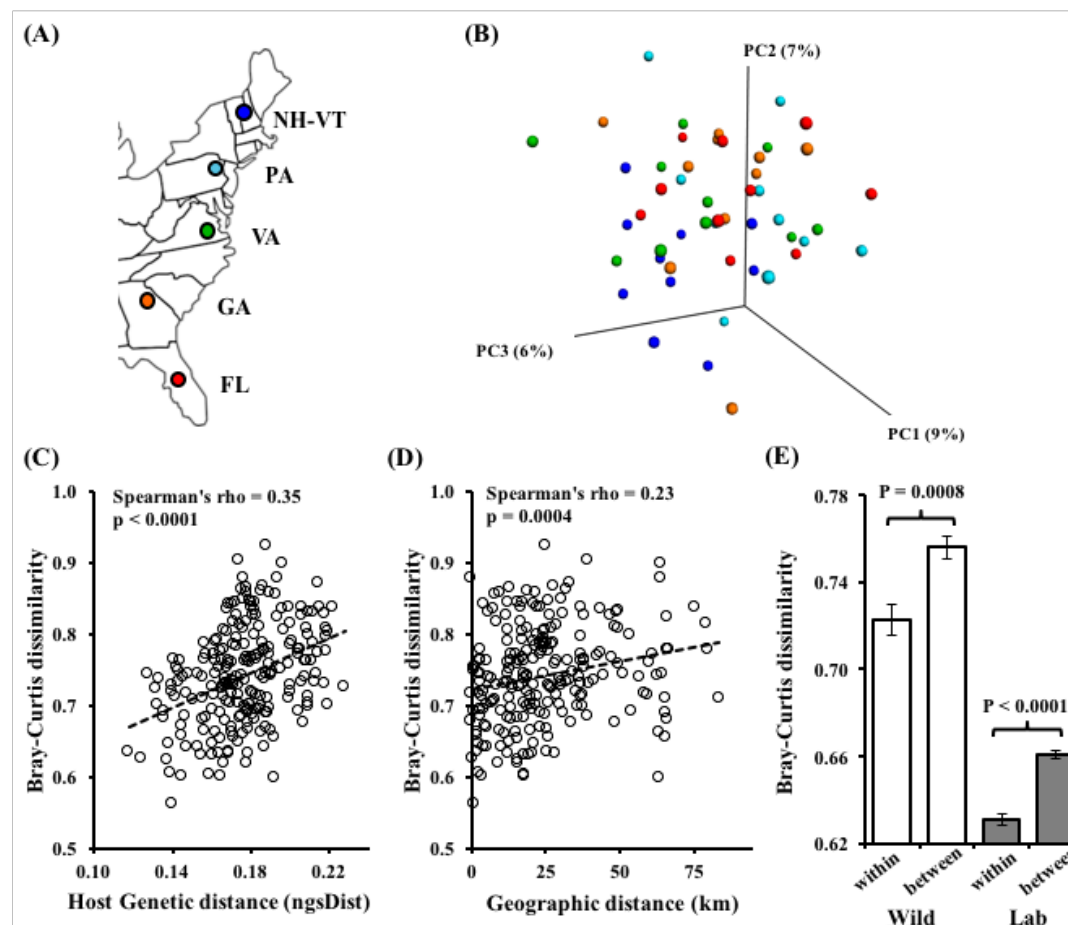 (A)
NH-VT
PA
VA
GA
FL
(B)
PC2 (7%)
PC3 (6%)
PC1 (9%)
(C)
Spearman's rho = 0.35
p < 0.0001
Bray-Curtis dissimilarity
1.0
0.9
0.8
0.7
0.6
0.5
0.10
0.14
0.18
0.22
Host Genetic distance (ngsDist)
(D)
Spearman's rho = 0.23
p = 0.0004
Bray-Curtis dissimilarity
1.0
0.9
0.8
0.7
0.6
0.5
0
25
50
75
Geographic distance (km)
(E)
P = 0.0008
P < 0.0001
Bray-Curtis dissimilarity
0.78
0.74
0.70
0.66
0.62
within
between
within
between
Wild
Lab